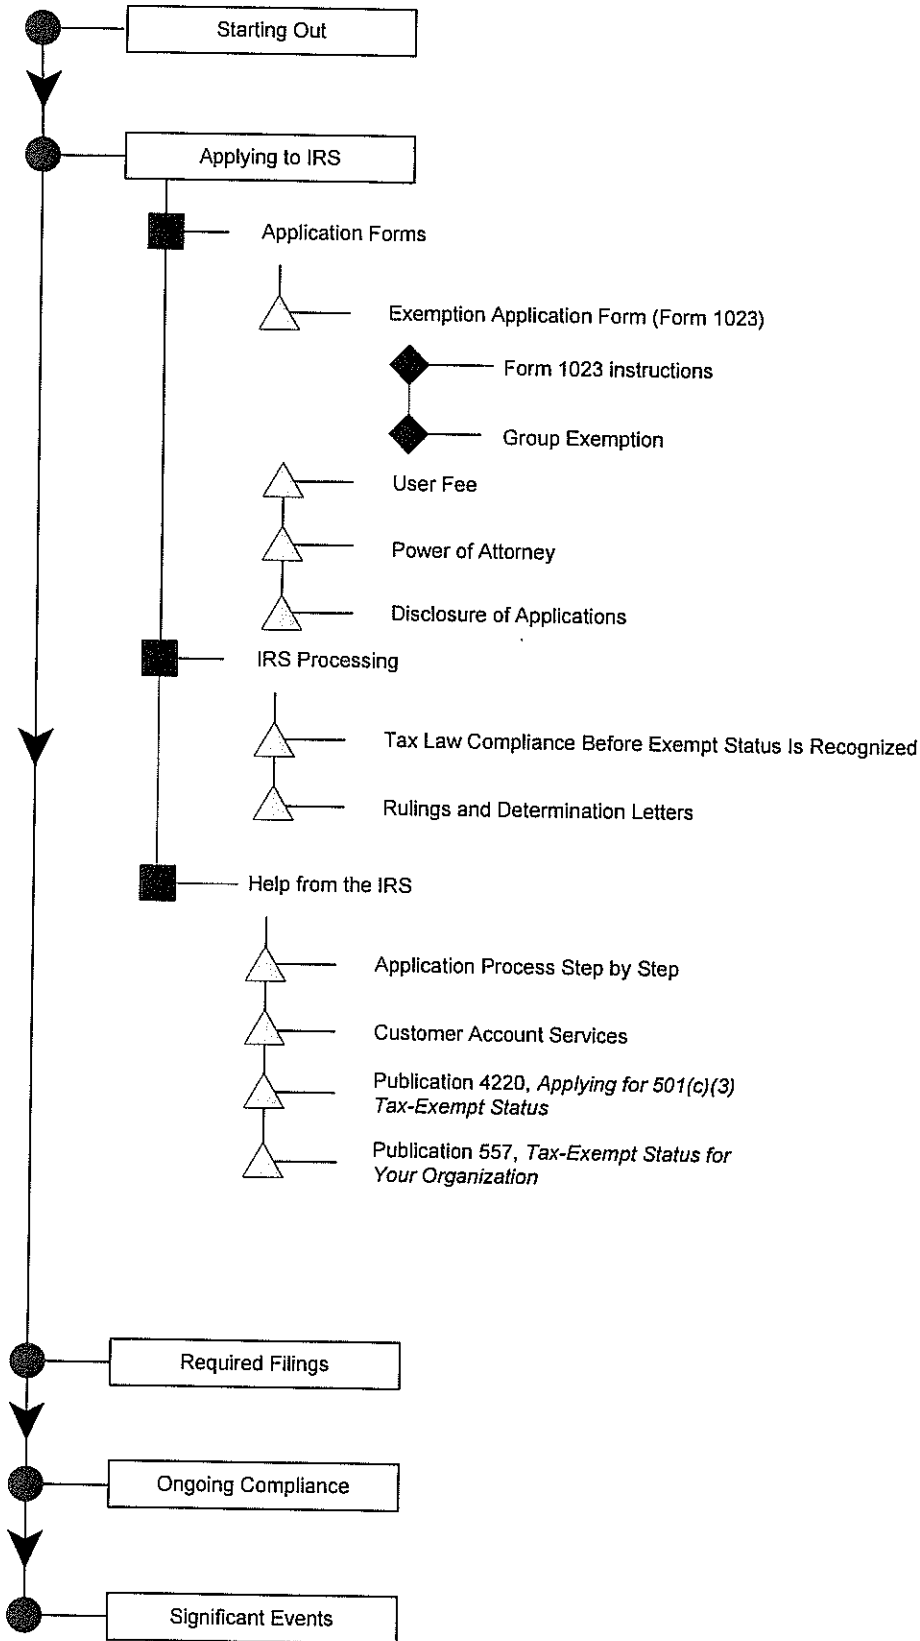 Starting Out
Applying to IRS
Application Forms
Exemption Application Form (Form 1023)
Form 1023 instructions
Group Exemption
User Fee
Power of Attorney
Disclosure of Applications
IRS Processing
Tax Law Compliance Before Exempt Status Is Recognized
Rulings and Determination Letters
Help from the IRS
Application Process Step by Step
Customer Account Services
Publication 4220, Applying for 501(c)(3)
Tax-Exempt Status
Publication 557, Tax-Exempt Status for
Your Organization
Required Filings
Ongoing Compliance
Significant Events